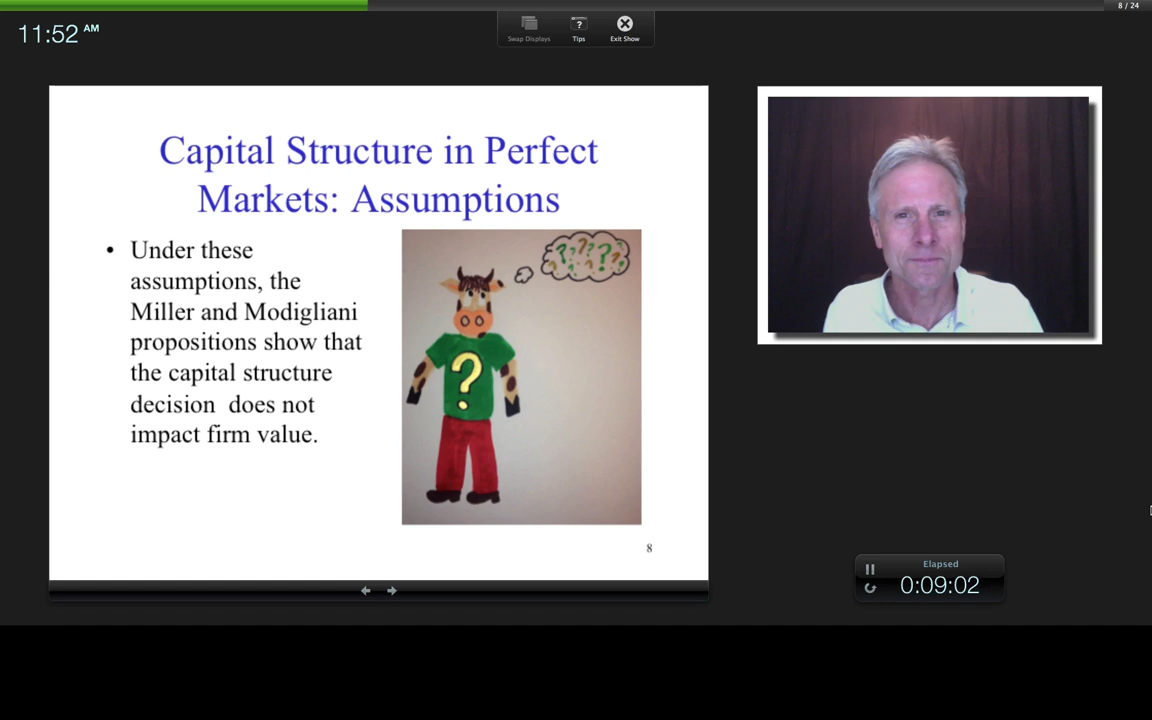 8 / 24
11:52 AM
Swap Displays
Tips
Exit Show
Capital Structure in Perfect
Markets: Assumptions
• Under these
assumptions, the
Miller and Modigliani
propositions show that
the capital structure
decision does not
impact firm value.
? ? ? ? ?
?
8
Elapsed
0:09:02